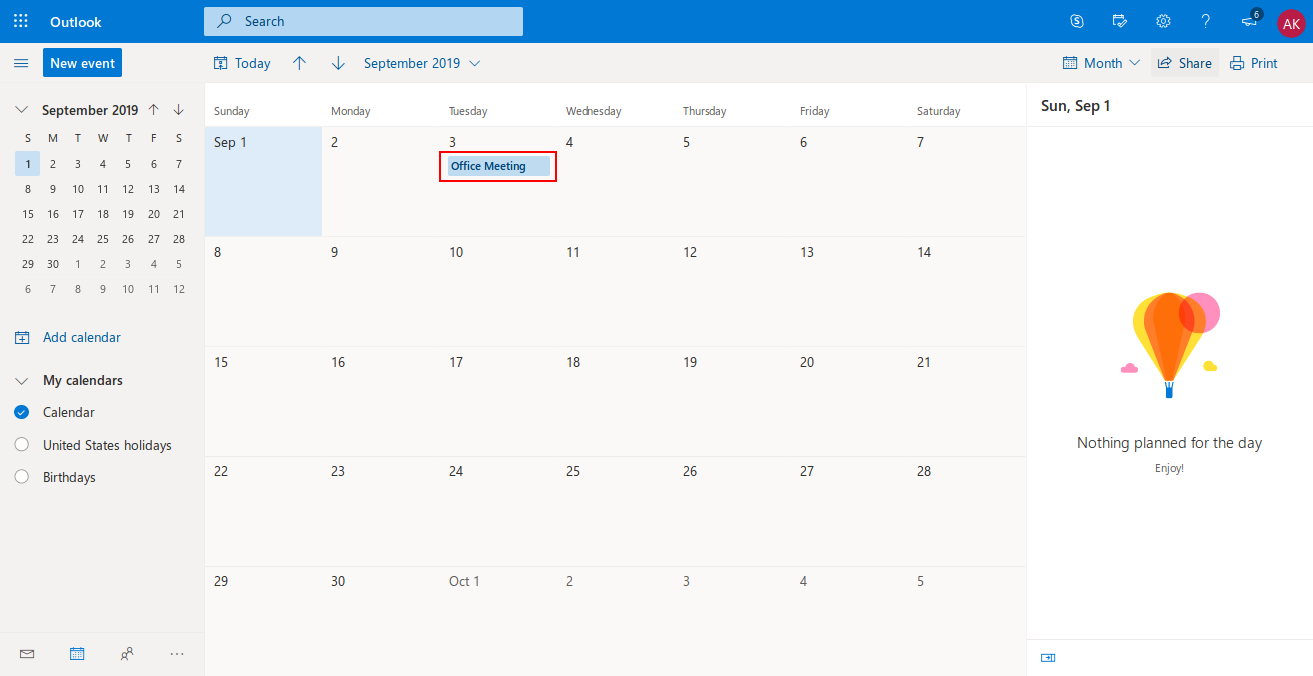 Outlook
Search
6
AK
New event
Today
September 2019
Month
Share
Print
September 2019
S M T W T F S
1 2 3 4 5 6 7
8 9 10 11 12 13 14
15 16 17 18 19 20 21
22 23 24 25 26 27 28
29 30 1 2 3 4 5
6 7 8 9 10 11 12
Add calendar
My calendars
Calendar
United States holidays
Birthdays
Sunday Monday Tuesday Wednesday Thursday Friday Saturday
Sep 1 2 3 4 5 6 7
Office Meeting
8 9 10 11 12 13 14
15 16 17 18 19 20 21
22 23 24 25 26 27 28
29 30 Oct 1 2 3 4 5
Sun, Sep 1
Nothing planned for the day
Enjoy!